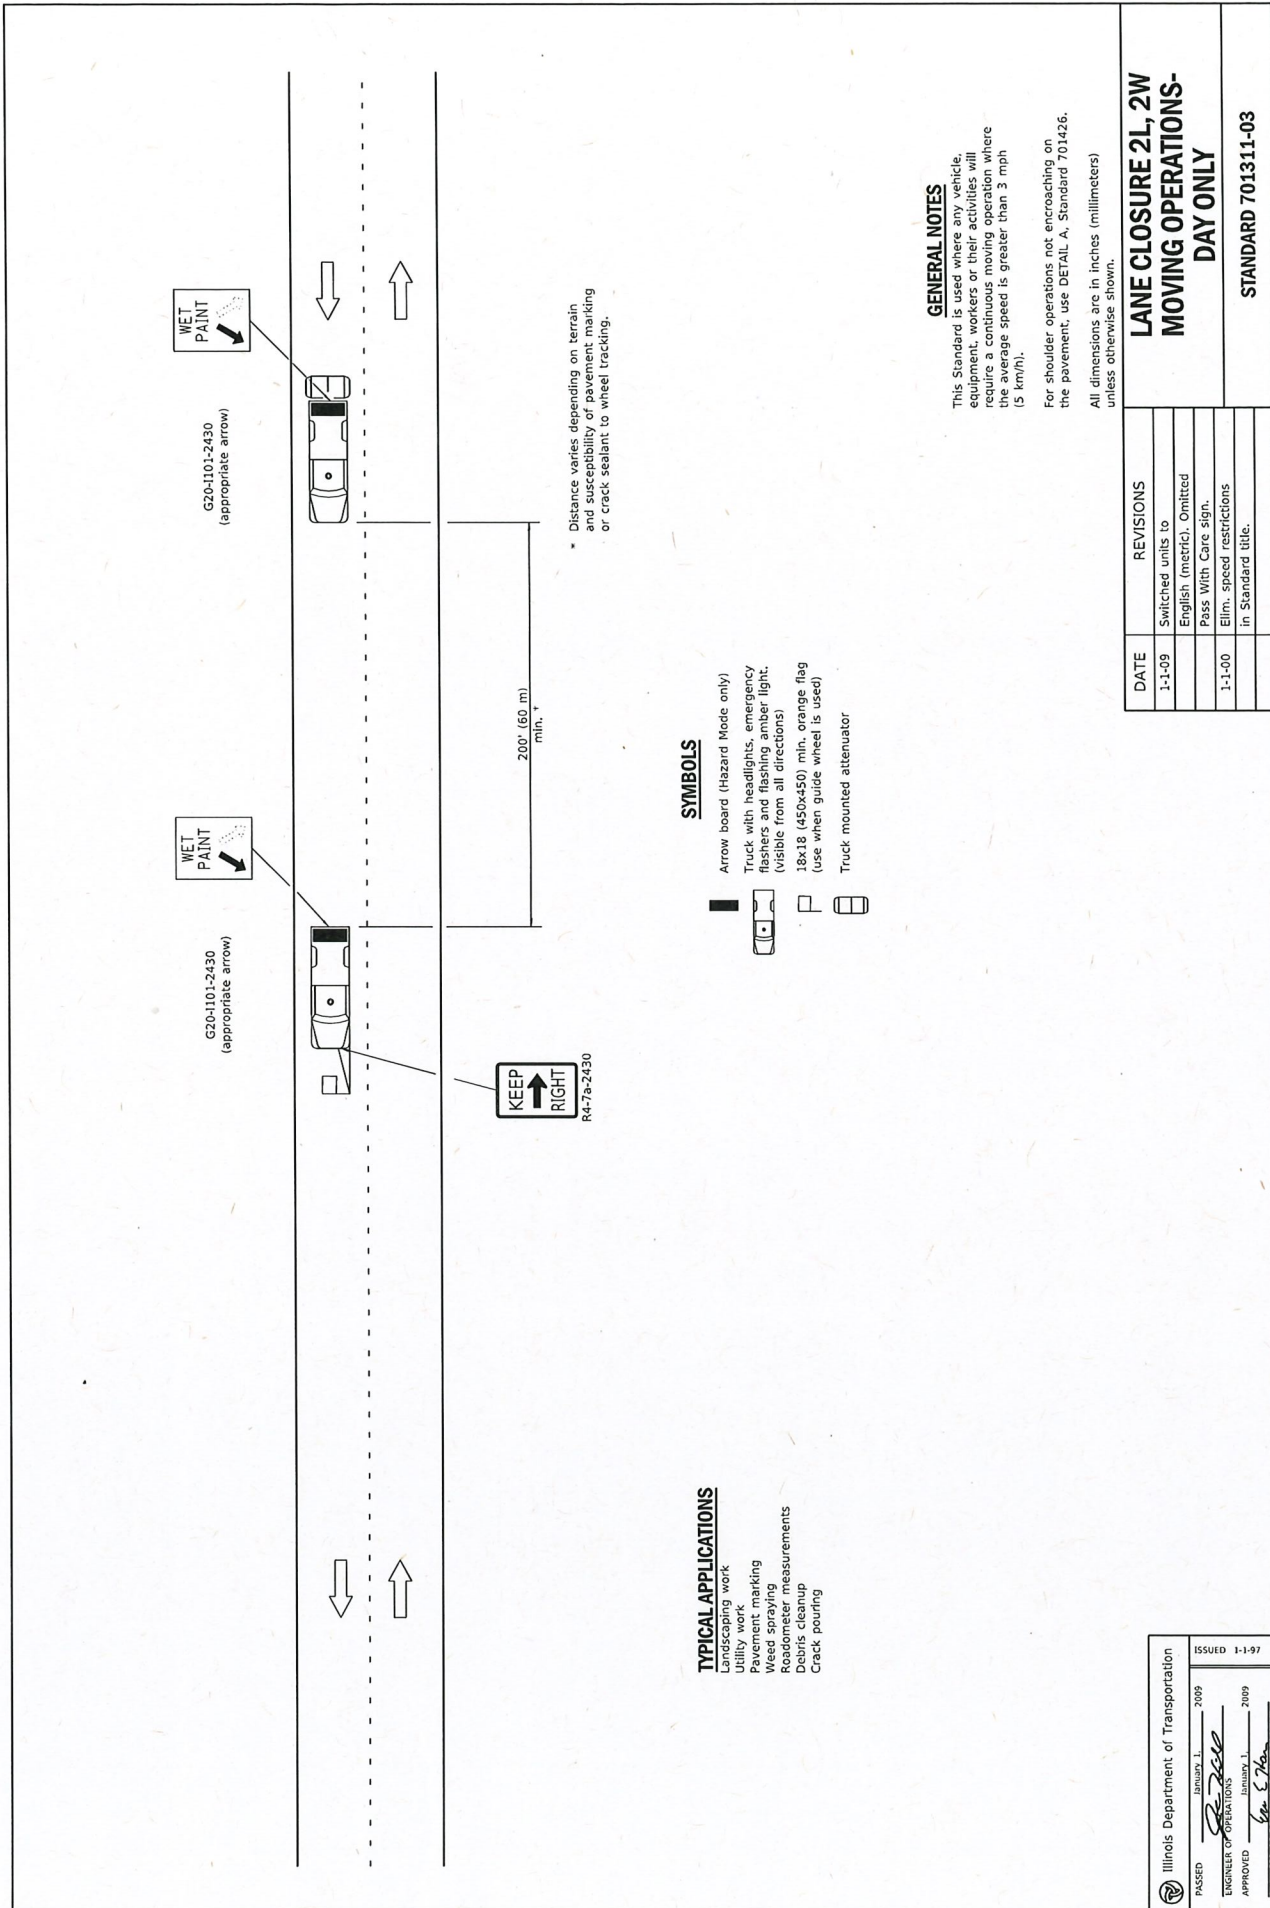 WET
PAINT
G20-I101-2430
(appropriate arrow)
WET
PAINT
G20-I101-2430
(appropriate arrow)
KEEP
RIGHT
R4-7a-2430
200' (60 m)
min. *
* Distance varies depending on terrain
and susceptibility of pavement marking
or crack sealant to wheel tracking.
TYPICAL APPLICATIONS
Landscaping work
Utility work
Pavement marking
Weed spraying
Roadometer measurements
Debris cleanup
Crack pouring
SYMBOLS
Arrow board (Hazard Mode only)
Truck with headlights, emergency
flashers and flashing amber light.
(visible from all directions)
18x18 (450x450) min. orange flag
(use when guide wheel is used)
Truck mounted attenuator
GENERAL NOTES
This Standard is used where any vehicle,
equipment, workers or their activities will
require a continuous moving operation where
the average speed is greater than 3 mph
(5 km/h).
For shoulder operations not encroaching on
the pavement, use DETAIL A, Standard 701426.
All dimensions are in inches (millimeters)
unless otherwise shown.
Illinois Department of Transportation
PASSED January 1, 2009
ENGINEER OF OPERATIONS
APPROVED January 1, 2009
ISSUED 1-1-97
DATE REVISIONS
1-1-09 Switched units to
English (metric). Omitted
Pass With Care sign.
1-1-00 Elim. speed restrictions
in Standard title.
LANE CLOSURE 2L, 2W
MOVING OPERATIONS-
DAY ONLY
STANDARD 701311-03